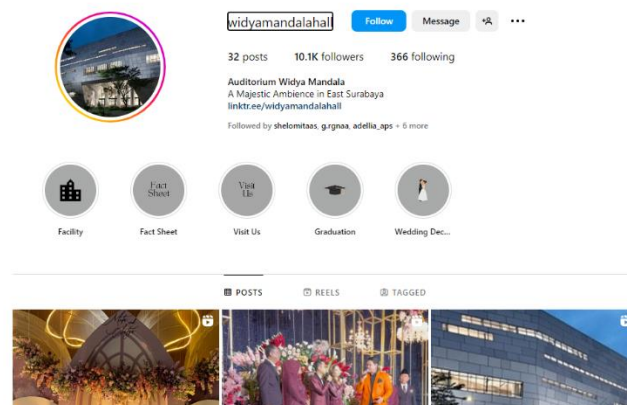 widyamandalahall Follow Message
32 posts 10.1K followers 366 following
Auditorium Widya Mandala
A Majestic Ambience in East Surabaya
linktr.ee/widyamandalahall
Followed by shelomitaas, g.rgnaa, adellia_aps + 6 more
Fact
Sheet
Visit
Us
Facility Fact Sheet Visit Us Graduation Wedding Dec...
POSTS REELS TAGGED